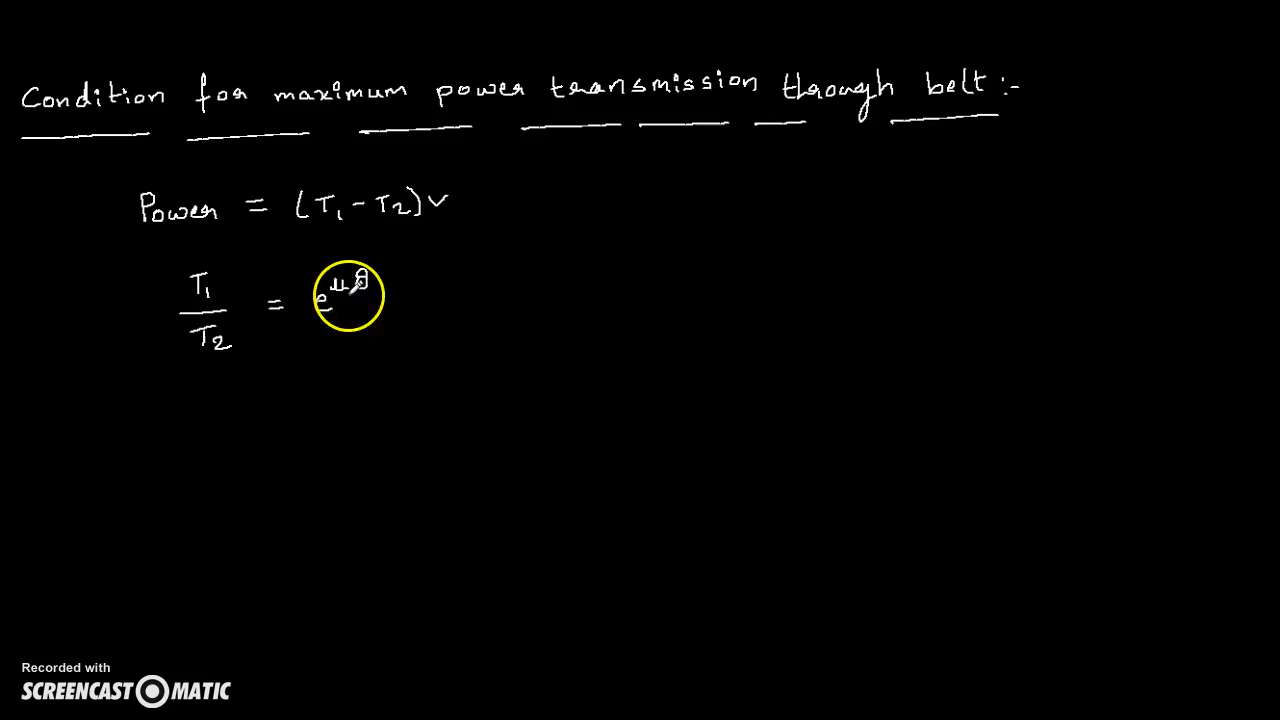 Condition for maximum power transmission through belt :-
Power = (T₁ - T₂) v
T₁ / T₂ = e^μθ
Recorded with
SCREENCAST MATIC